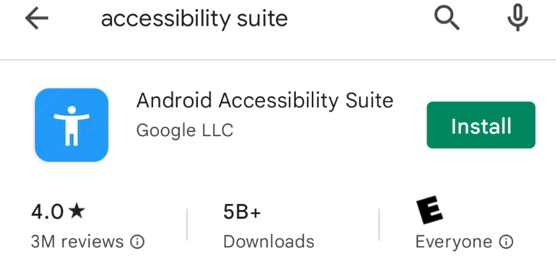 accessibility suite
Android Accessibility Suite
Google LLC
Install
4.0★ 5B+ E
3M reviews Downloads Everyone